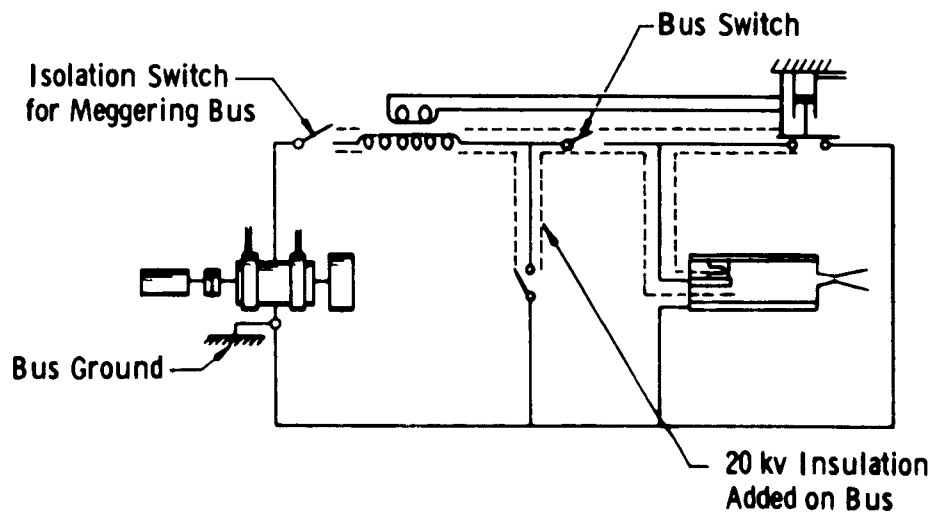 Bus Switch
Isolation Switch
for Meggering Bus
Bus Ground
20 kv Insulation
Added on Bus